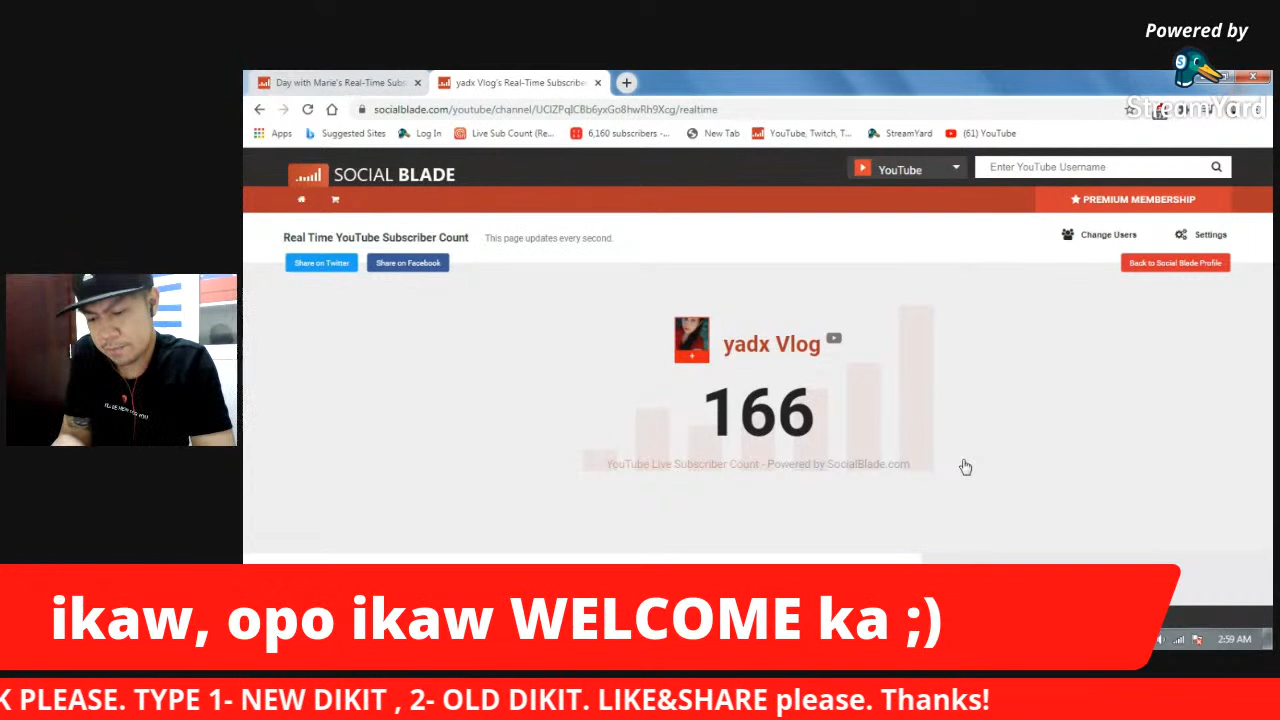 Powered by
StreamYard
Day with Marie's Real-Time Subs
yadx Vlog's Real-Time Subscribe
socialblade.com/youtube/channel/UClZPqlCBb6yxGo8hwRh9Xcg/realtime
Apps
Suggested Sites
Log In
Live Sub Count (Re...
6,160 subscribers -...
New Tab
YouTube, Twitch, T...
StreamYard
(61) YouTube
SOCIAL BLADE
YouTube
Enter YouTube Username
PREMIUM MEMBERSHIP
Real Time YouTube Subscriber Count
This page updates every second.
Change Users
Settings
Share on Twitter
Share on Facebook
Back to Social Blade Profile
yadx Vlog
166
YouTube Live Subscriber Count - Powered by SocialBlade.com
2:59 AM
ikaw, opo ikaw WELCOME ka ;)
K PLEASE. TYPE 1- NEW DIKIT , 2- OLD DIKIT. LIKE&SHARE please. Thanks!